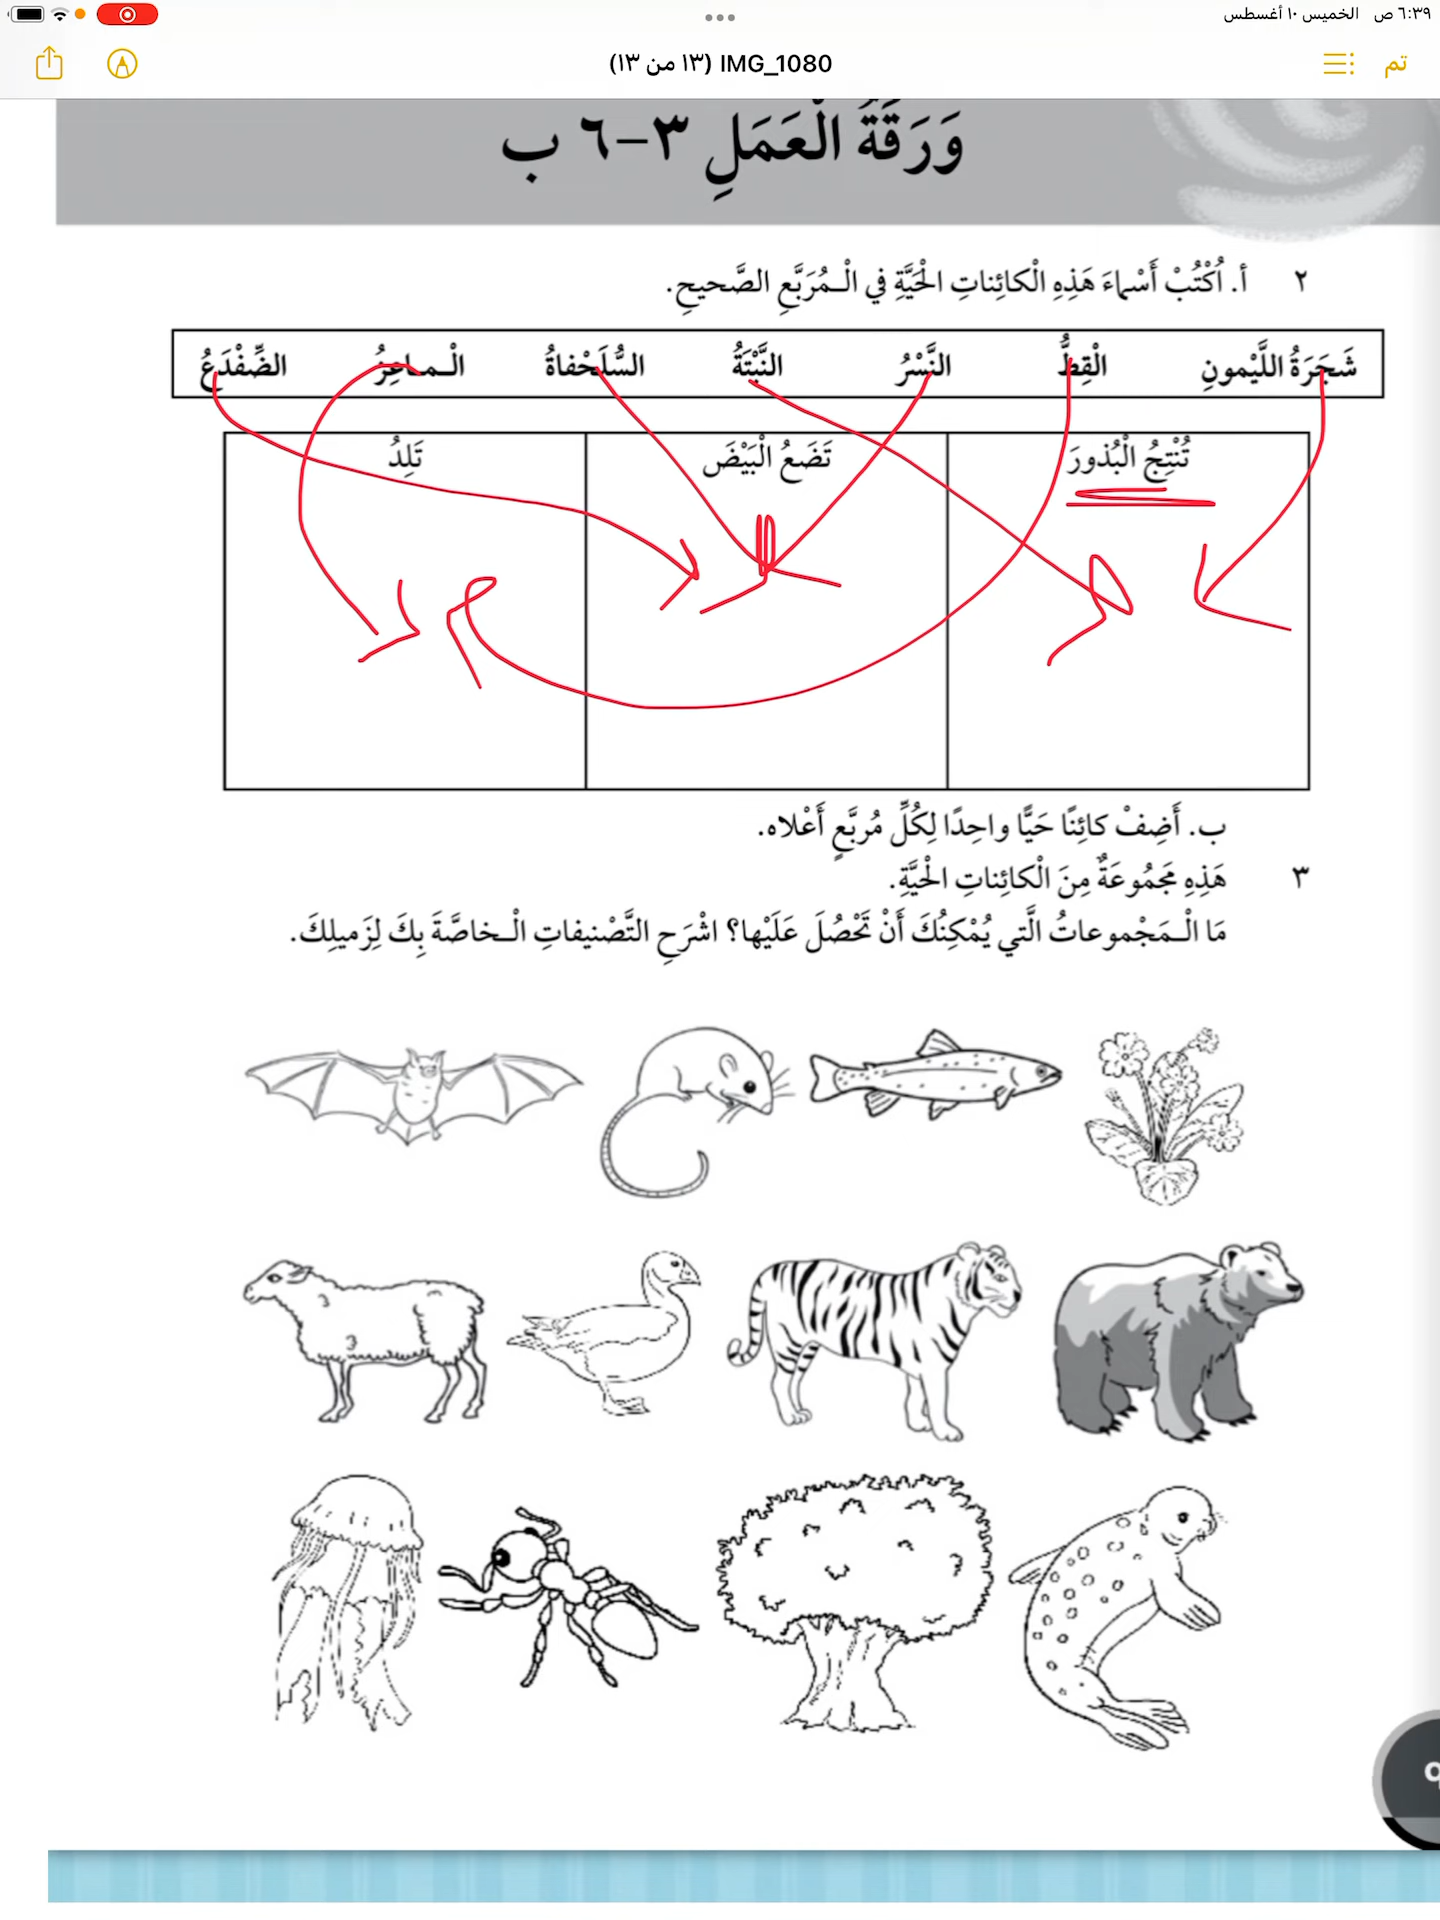 ٦:٣٩ ص الخميس ١٠ أغسطس
IMG_1080 (١٣ من ١٣)
تم
وَرَقَةُ الْعَمَلِ ٣-٦ ب
٢ أ. اُكْتُبْ أَسْماءَ هَذِهِ الْكائِناتِ الْحَيَّةِ في الْـمُرَبَّعِ الصَّحيحِ.
شَجَرَةُ اللَّيْمونِ الْقِطُّ النَّسْرُ النَّبْتَةُ السُّلَحْفاةُ الْـماعِزُ الضِّفْدَعُ
تُنْتِجُ الْبُذورَ تَضَعُ الْبَيْضَ تَلِدُ
ب. أَضِفْ كائِنًا حَيًّا واحِدًا لِكُلِّ مُرَبَّعٍ أَعْلاه.
٣ هَذِهِ مَجْمُوعَةٌ مِنَ الْكائِناتِ الْحَيَّةِ.
مَا الْـمَجْموعاتُ الَّتي يُمْكِنُكَ أَنْ تَحْصُلَ عَلَيْها؟ اشْرَحِ التَّصْنيفاتِ الْـخاصَّةَ بِكَ لِزَميلِكَ.